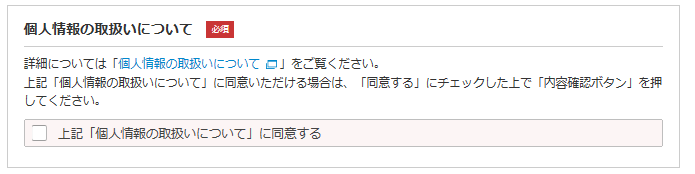 個人情報の取扱いについて 必須
詳細については「個人情報の取扱いについて」をご覧ください。
上記「個人情報の取扱いについて」に同意いただける場合は、「同意する」にチェックした上で「内容確認ボタン」を押
してください。
上記「個人情報の取扱いについて」に同意する